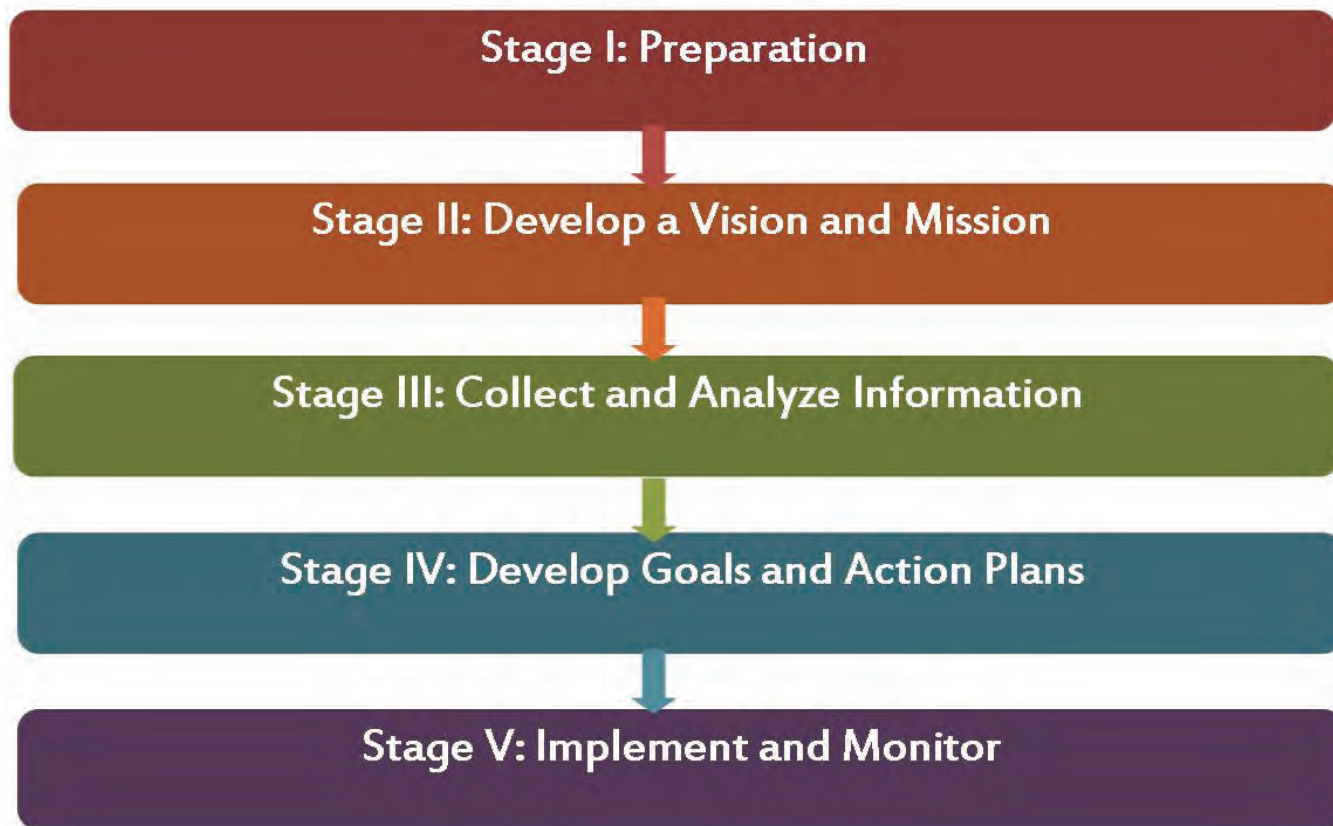 Stage I: Preparation
Stage II: Develop a Vision and Mission
Stage III: Collect and Analyze Information
Stage IV: Develop Goals and Action Plans
Stage V: Implement and Monitor